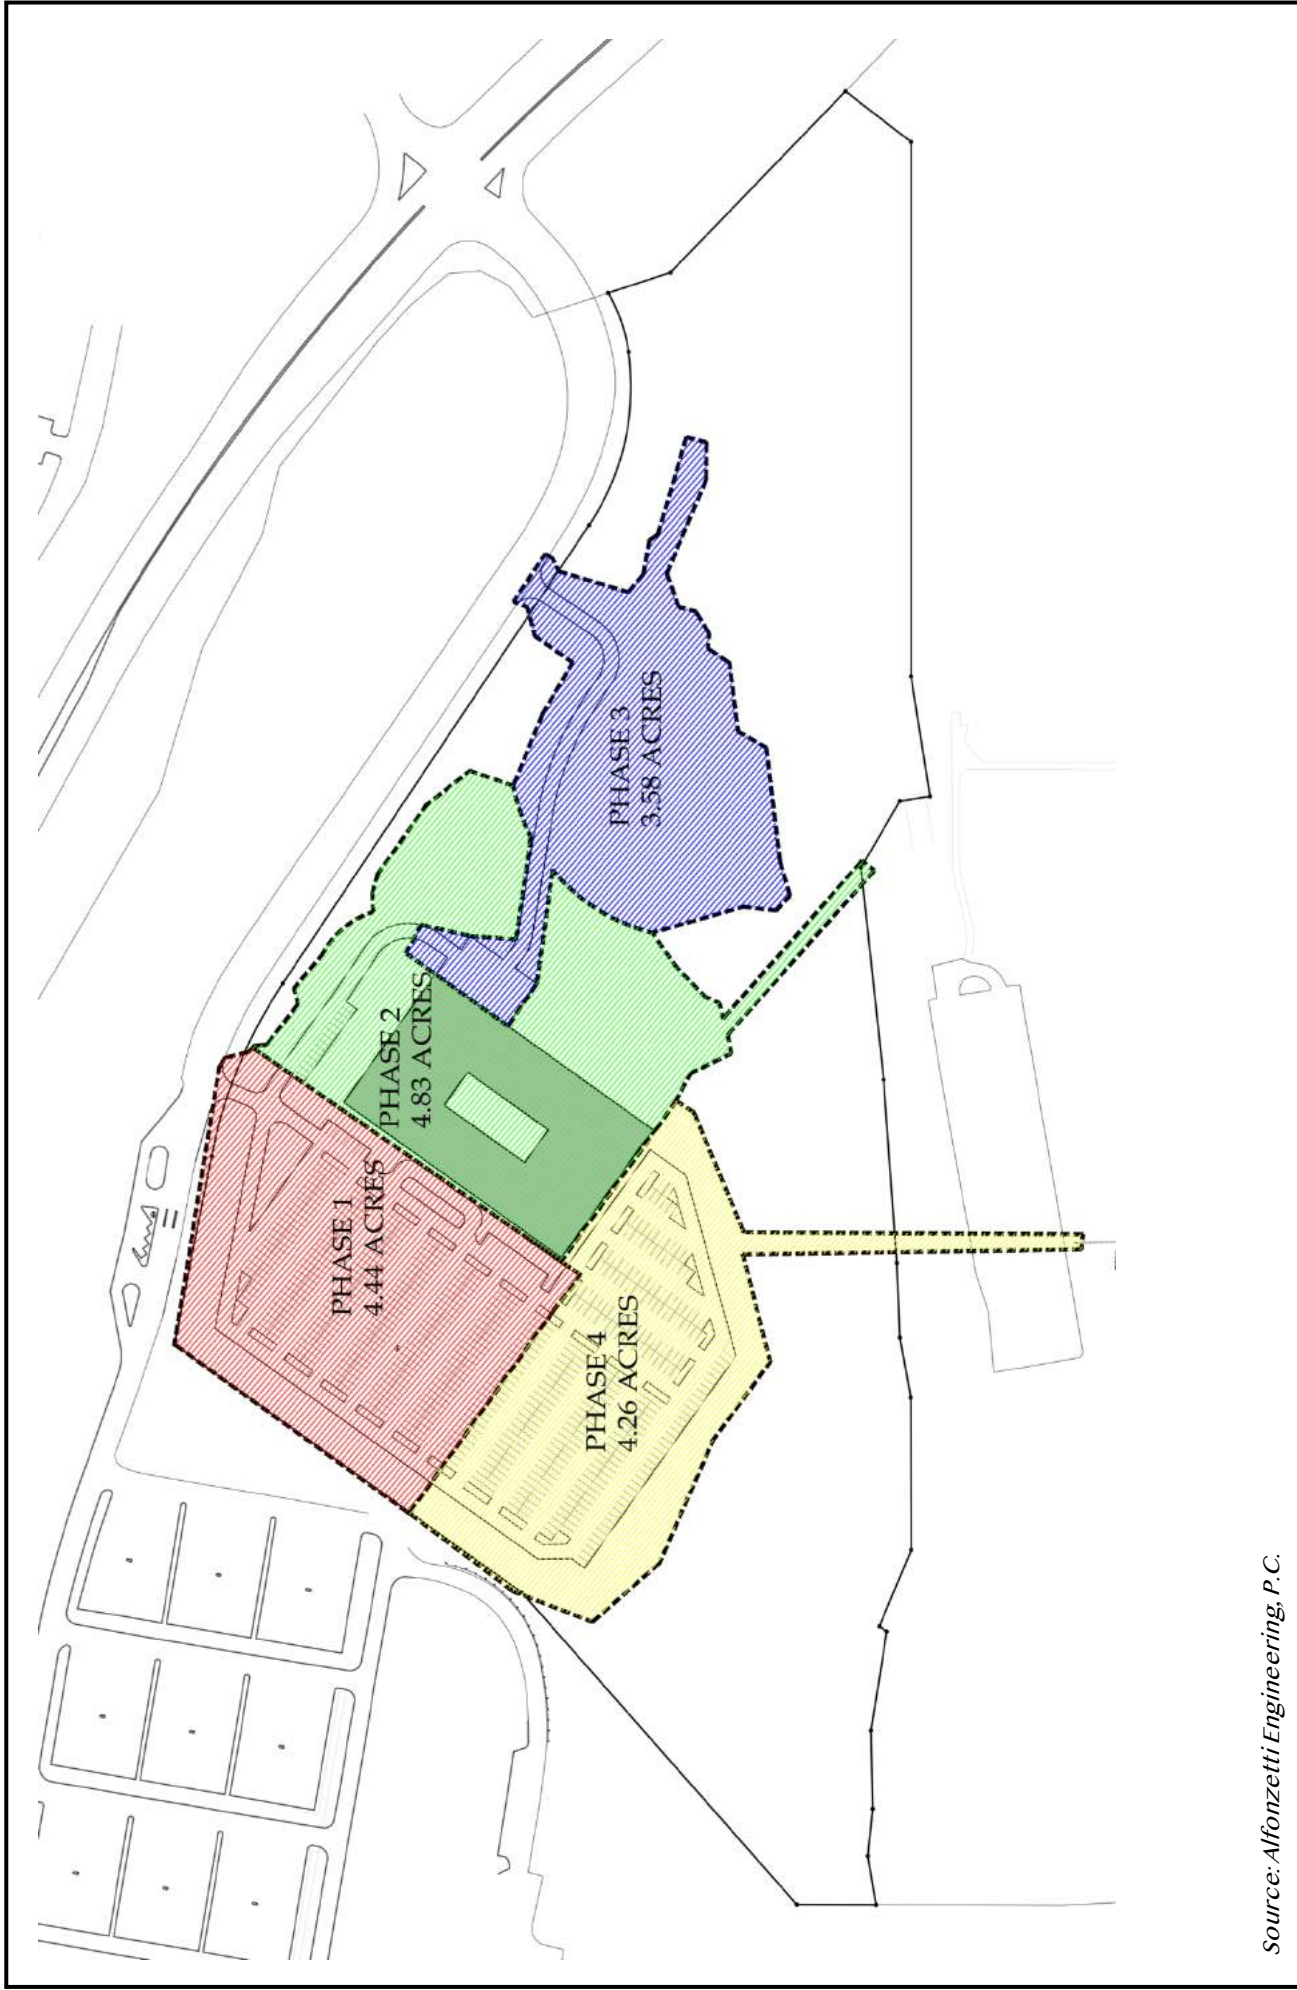 PHASE 1
4.44 ACRES
PHASE 2
4.83 ACRES
PHASE 3
3.58 ACRES
PHASE 4
4.26 ACRES
Source: Alfonzetti Engineering, P.C.